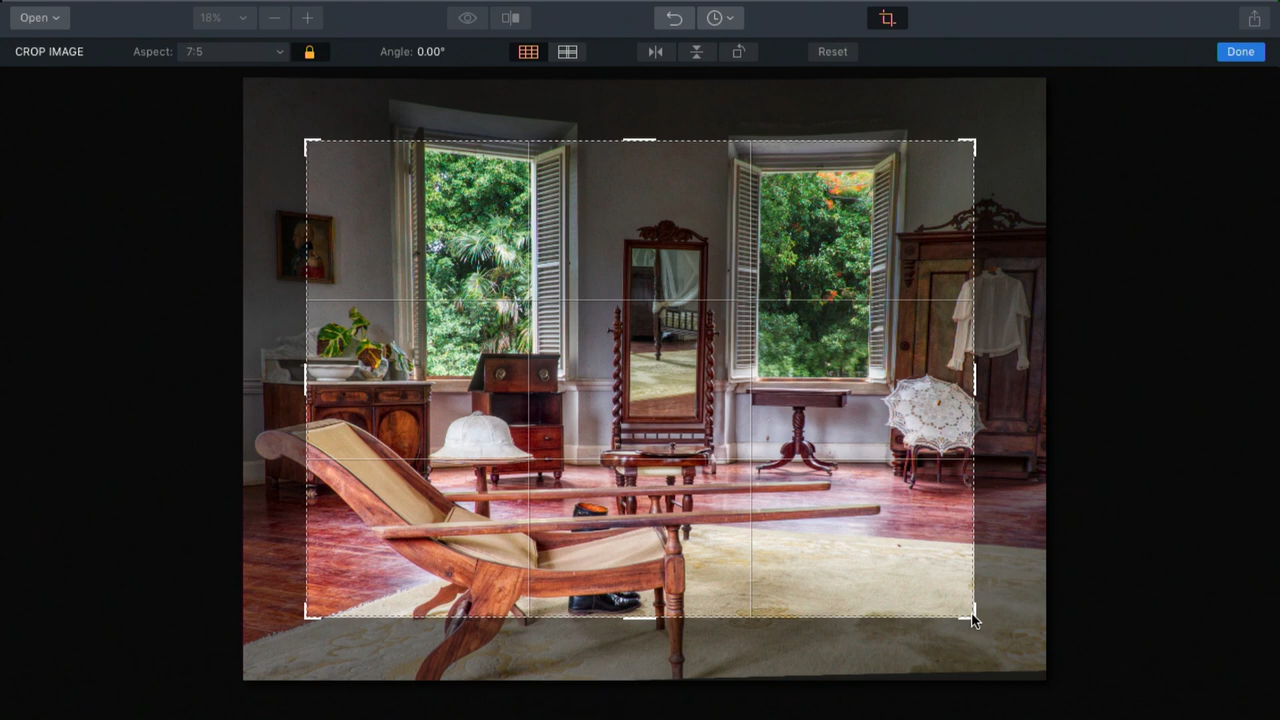 Open
18%
CROP IMAGE
Aspect: 7:5
Angle: 0.00°
Reset
Done